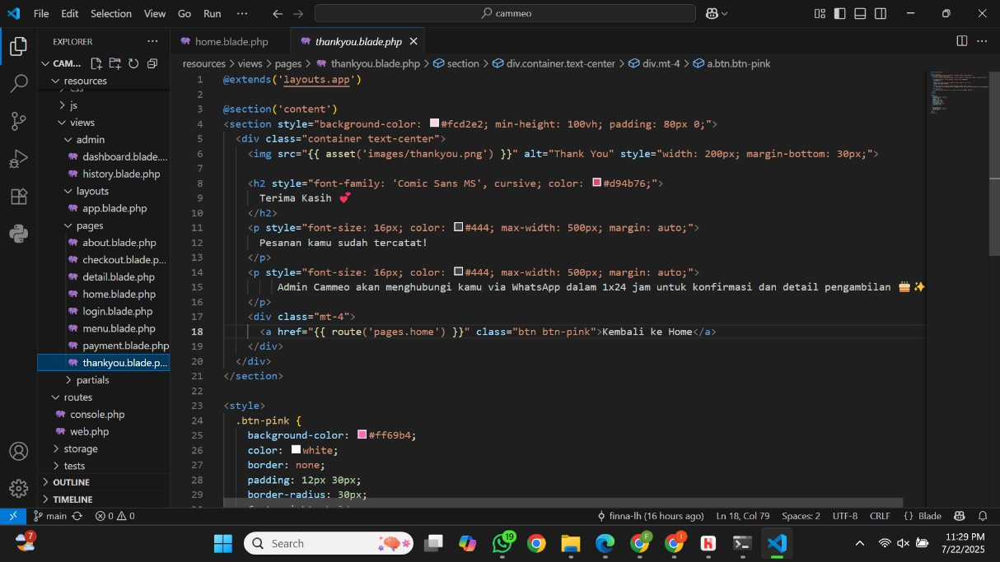 File Edit Selection View Go Run ··· cammeo
EXPLORER ···
CAM...
resources
css
js
views
admin
dashboard.blade....
history.blade.php
layouts
app.blade.php
pages
about.blade.php
checkout.blade.p...
detail.blade.php
home.blade.php
login.blade.php
menu.blade.php
payment.blade.php
thankyou.blade.p...
partials
routes
console.php
web.php
storage
tests
OUTLINE
TIMELINE
home.blade.php thankyou.blade.php
resources > views > pages > thankyou.blade.php > section > div.container.text-center > div.mt-4 > a.btn.btn-pink
1 @extends('layouts.app')
2
3 @section('content')
4 <section style="background-color: #fcd2e2; min-height: 100vh; padding: 80px 0;">
5 <div class="container text-center">
6 <img src="{{ asset('images/thankyou.png') }}" alt="Thank You" style="width: 200px; margin-bottom: 30px;">
7
8 <h2 style="font-family: 'Comic Sans MS', cursive; color: #d94b76;">
9 Terima Kasih 💕
10 </h2>
11 <p style="font-size: 16px; color: #444; max-width: 500px; margin: auto;">
12 Pesanan kamu sudah tercatat!
13 </p>
14 <p style="font-size: 16px; color: #444; max-width: 500px; margin: auto;">
15 Admin Cammeo akan menghubungi kamu via WhatsApp dalam 1x24 jam untuk konfirmasi dan detail pengambilan 🎂✨
16 </p>
17 <div class="mt-4">
18 <a href="{{ route('pages.home') }}" class="btn btn-pink">Kembali ke Home</a>
19 </div>
20 </div>
21 </section>
22
23 <style>
24 .btn-pink {
25 background-color: #ff69b4;
26 color: white;
27 border: none;
28 padding: 12px 30px;
29 border-radius: 30px;
main 0 0 finna-lh (16 hours ago) Ln 18, Col 79 Spaces: 2 UTF-8 CRLF {} Blade
7 Search 19 F I H 11:29 PM
7/22/2025